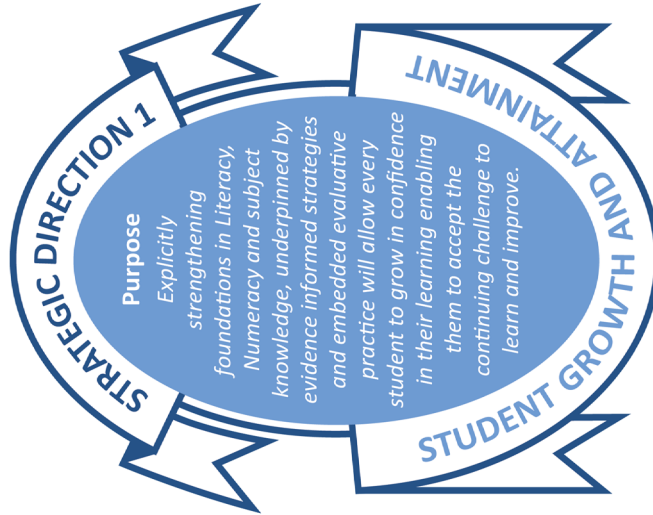 STRATEGIC DIRECTION 1
Purpose
Explicitly
strengthening
foundations in Literacy,
Numeracy and subject
knowledge, underpinned by
evidence informed strategies
and embedded evaluative
practice will allow every
student to grow in confidence
in their learning enabling
them to accept the
continuing challenge to
learn and improve.
STUDENT GROWTH AND ATTAINMENT